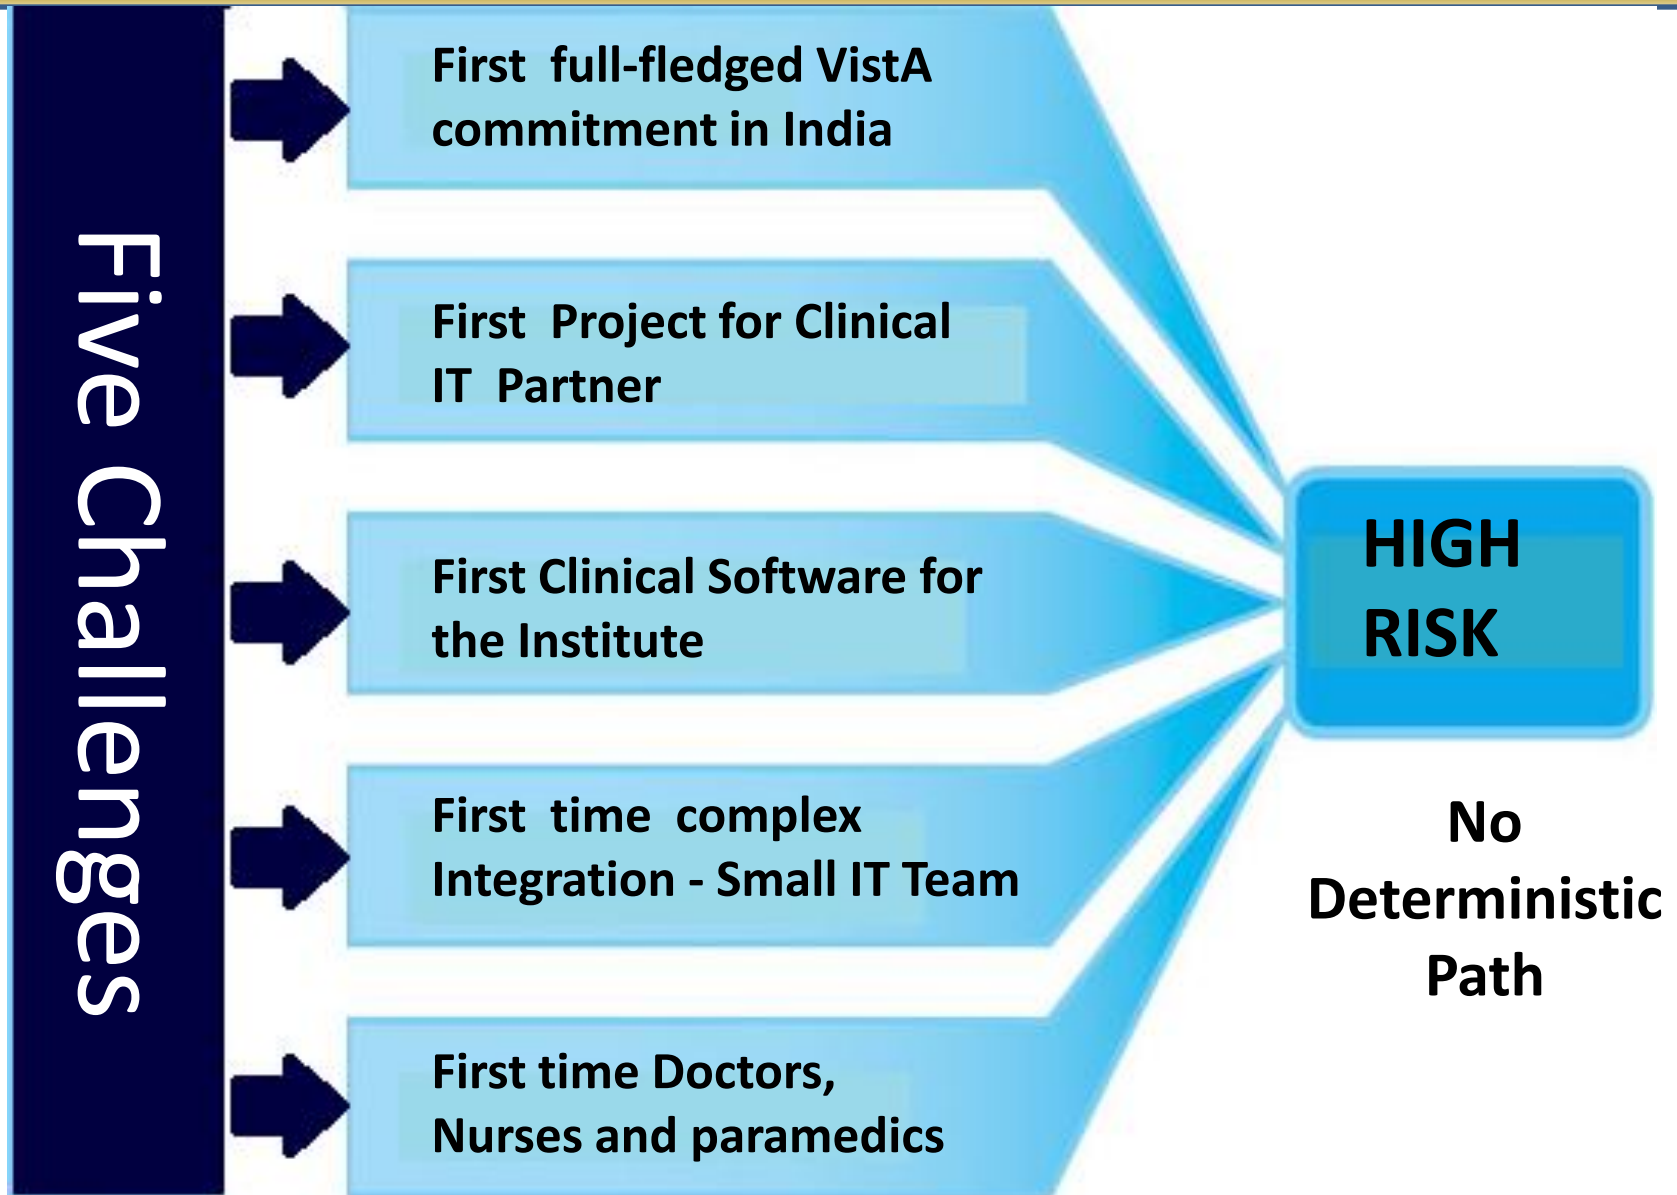 Five Challenges
First full-fledged VistA
commitment in India
First Project for Clinical
IT Partner
First Clinical Software for
the Institute
First time complex
Integration - Small IT Team
First time Doctors,
Nurses and paramedics
HIGH
RISK
No
Deterministic
Path